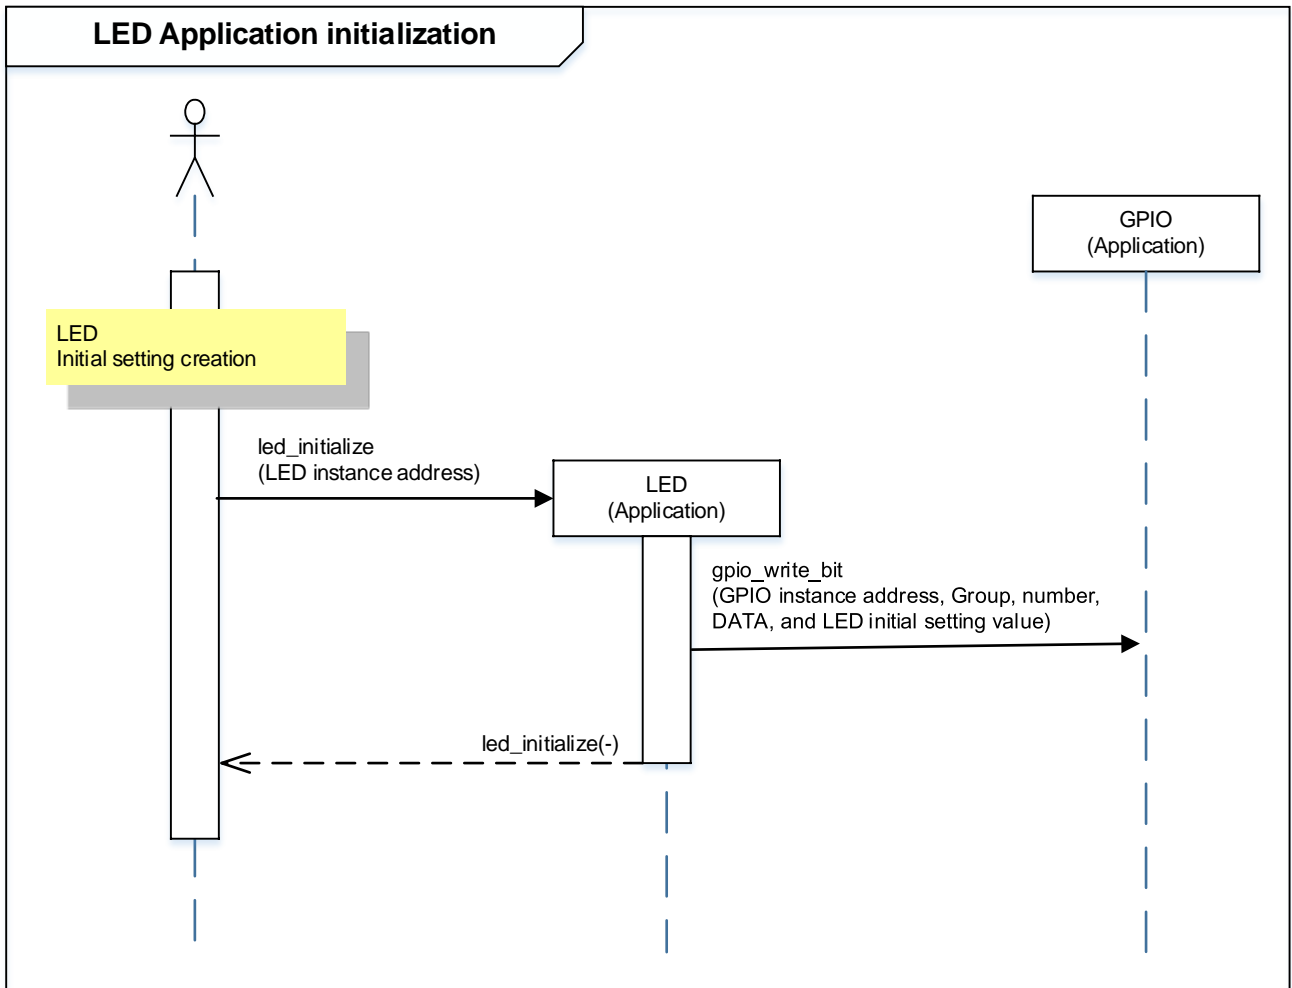 LED Application initialization
GPIO
(Application)
LED
Initial setting creation
led_initialize
(LED instance address)
LED
(Application)
gpio_write_bit
(GPIO instance address, Group, number,
DATA, and LED initial setting value)
led_initialize(-)